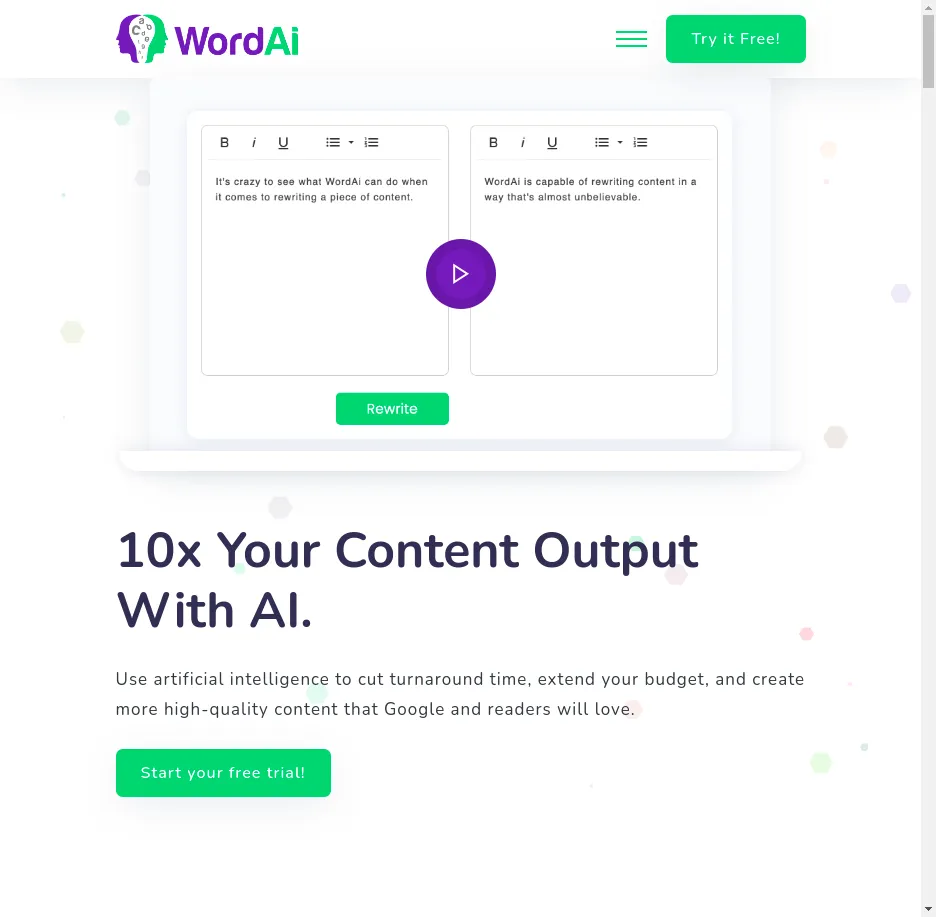 WordAi
Try it Free!
B i U
B i U
It's crazy to see what WordAi can do when
it comes to rewriting a piece of content.
WordAi is capable of rewriting content in a
way that's almost unbelievable.
Rewrite
10x Your Content Output
With AI.
Use artificial intelligence to cut turnaround time, extend your budget, and create
more high-quality content that Google and readers will love.
Start your free trial!